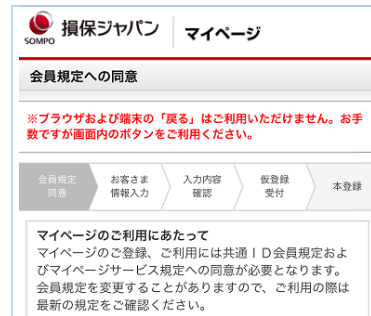 損保ジャパン
マイページ
SOMPO
会員規定への同意
※ブラウザおよび端末の「戻る」はご利用いただけません。お手
数ですが画面内のボタンをご利用ください。
会員規定
同意
お客さま
情報入力
入力内容
確認
仮登録
受付
本登録
マイページのご利用にあたって
マイページのご登録、ご利用には共通ＩＤ会員規定およ
びマイページサービス規定への同意が必要となります。
会員規定を変更することがありますので、ご利用の際は
最新の規定をご確認ください。